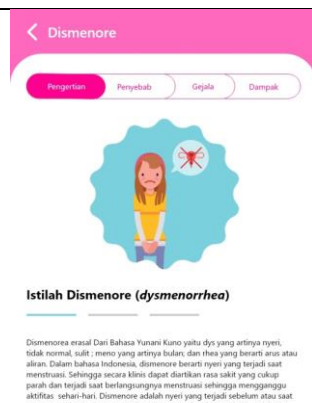 Dismenore
Pengertian Penyebab Gejala Dampak
Istilah Dismenore (dysmenorrhea)
Dismenorea erasal Dari Bahasa Yunani Kuno yaitu dys yang artinya nyeri,
tidak normal, sulit ; meno yang artinya bulan; dan rhea yang berarti arus atau
aliran. Dalam bahasa Indonesia, dismenore berarti nyeri yang terjadi saat
menstruasi. Sehingga secara klinis dapat diartikan rasa sakit yang cukup
parah dan terjadi saat berlangsungnya menstruasi sehingga mengganggu
aktifitas sehari-hari. Dismenore adalah nyeri yang terjadi sebelum atau saat